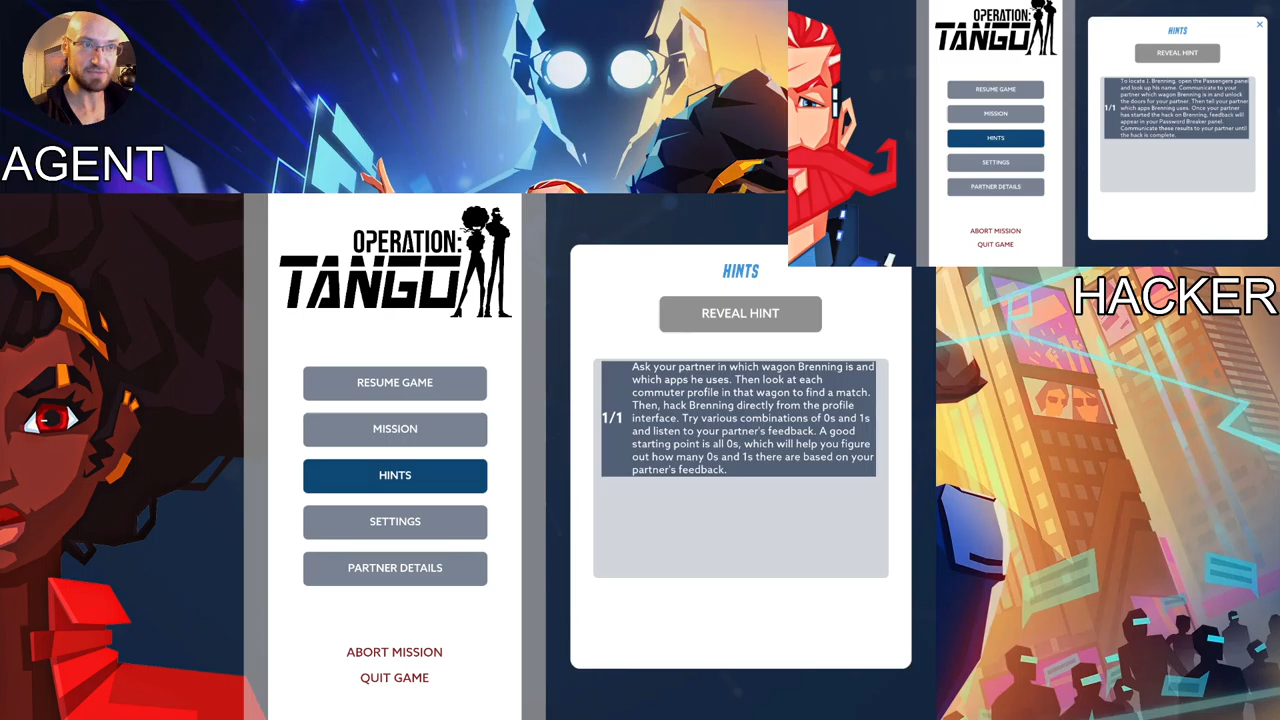 AGENT
OPERATION:
TANGO
RESUME GAME
MISSION
HINTS
SETTINGS
PARTNER DETAILS
ABORT MISSION
QUIT GAME
HINTS
REVEAL HINT
1/1
Ask your partner in which wagon Brenning is and
which apps he uses. Then look at each
commuter profile in that wagon to find a match.
Then, hack Brenning directly from the profile
interface. Try various combinations of 0s and 1s
and listen to your partner's feedback. A good
starting point is all 0s, which will help you figure
out how many 0s and 1s there are based on your
partner's feedback.
OPERATION:
TANGO
RESUME GAME
MISSION
HINTS
SETTINGS
PARTNER DETAILS
ABORT MISSION
QUIT GAME
HINTS
REVEAL HINT
1/1
To locate J. Brenning, open the Passengers panel
and look up his name. Communicate to your
partner which wagon Brenning is in and unlock
the doors for your partner. Then tell your partner
which apps Brenning uses. Once your partner
has started the hack on Brenning, feedback will
appear in your Password Breaker panel.
Communicate these results to your partner until
the hack is complete.
HACKER